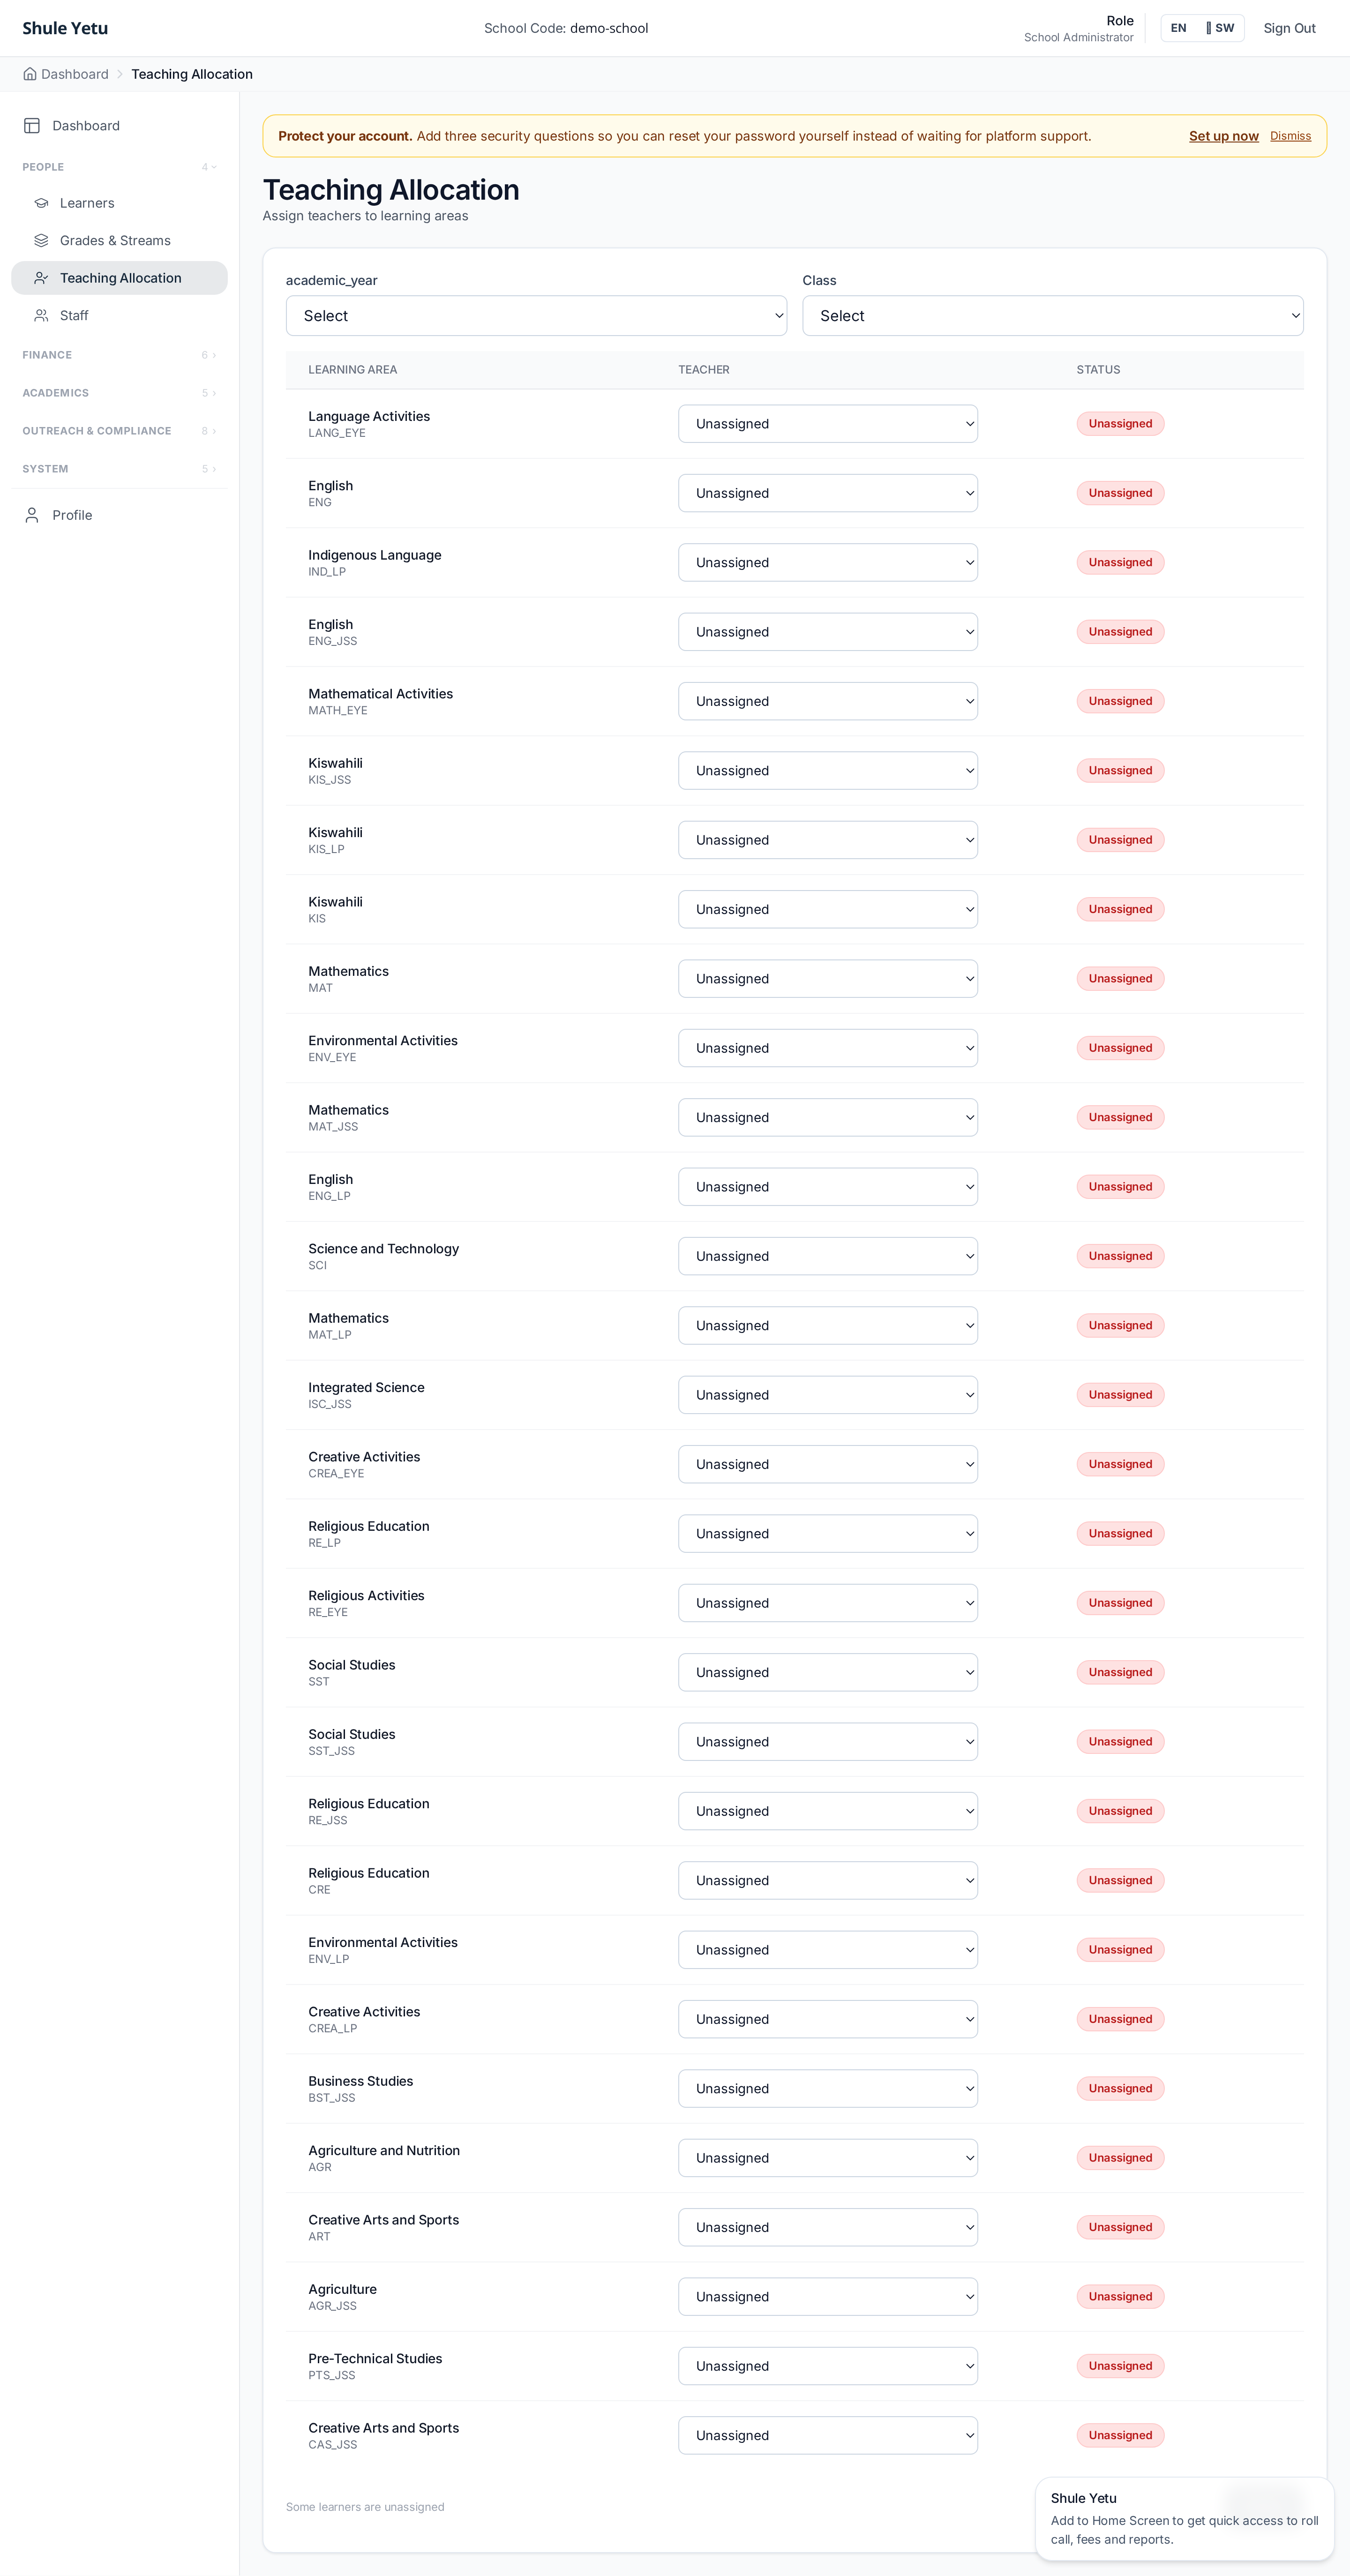 Shule Yetu
School Code: demo-school
Role
School Administrator
EN
SW
Sign Out
Dashboard
Teaching Allocation
Dashboard
PEOPLE 4
Learners
Grades & Streams
Teaching Allocation
Staff
FINANCE 6
ACADEMICS 5
OUTREACH & COMPLIANCE 8
SYSTEM 5
Profile
Protect your account. Add three security questions so you can reset your password yourself instead of waiting for platform support. Set up now Dismiss
Teaching Allocation
Assign teachers to learning areas
academic_year
Select
Class
Select
LEARNING AREA TEACHER STATUS
Language Activities
LANG_EYE
Unassigned
Unassigned
English
ENG
Unassigned
Unassigned
Indigenous Language
IND_LP
Unassigned
Unassigned
English
ENG_JSS
Unassigned
Unassigned
Mathematical Activities
MATH_EYE
Unassigned
Unassigned
Kiswahili
KIS_JSS
Unassigned
Unassigned
Kiswahili
KIS_LP
Unassigned
Unassigned
Kiswahili
KIS
Unassigned
Unassigned
Mathematics
MAT
Unassigned
Unassigned
Environmental Activities
ENV_EYE
Unassigned
Unassigned
Mathematics
MAT_JSS
Unassigned
Unassigned
English
ENG_LP
Unassigned
Unassigned
Science and Technology
SCI
Unassigned
Unassigned
Mathematics
MAT_LP
Unassigned
Unassigned
Integrated Science
ISC_JSS
Unassigned
Unassigned
Creative Activities
CREA_EYE
Unassigned
Unassigned
Religious Education
RE_LP
Unassigned
Unassigned
Religious Activities
RE_EYE
Unassigned
Unassigned
Social Studies
SST
Unassigned
Unassigned
Social Studies
SST_JSS
Unassigned
Unassigned
Religious Education
RE_JSS
Unassigned
Unassigned
Religious Education
CRE
Unassigned
Unassigned
Environmental Activities
ENV_LP
Unassigned
Unassigned
Creative Activities
CREA_LP
Unassigned
Unassigned
Business Studies
BST_JSS
Unassigned
Unassigned
Agriculture and Nutrition
AGR
Unassigned
Unassigned
Creative Arts and Sports
ART
Unassigned
Unassigned
Agriculture
AGR_JSS
Unassigned
Unassigned
Pre-Technical Studies
PTS_JSS
Unassigned
Unassigned
Creative Arts and Sports
CAS_JSS
Unassigned
Unassigned
Some learners are unassigned
Shule Yetu
Add to Home Screen to get quick access to roll
call, fees and reports.